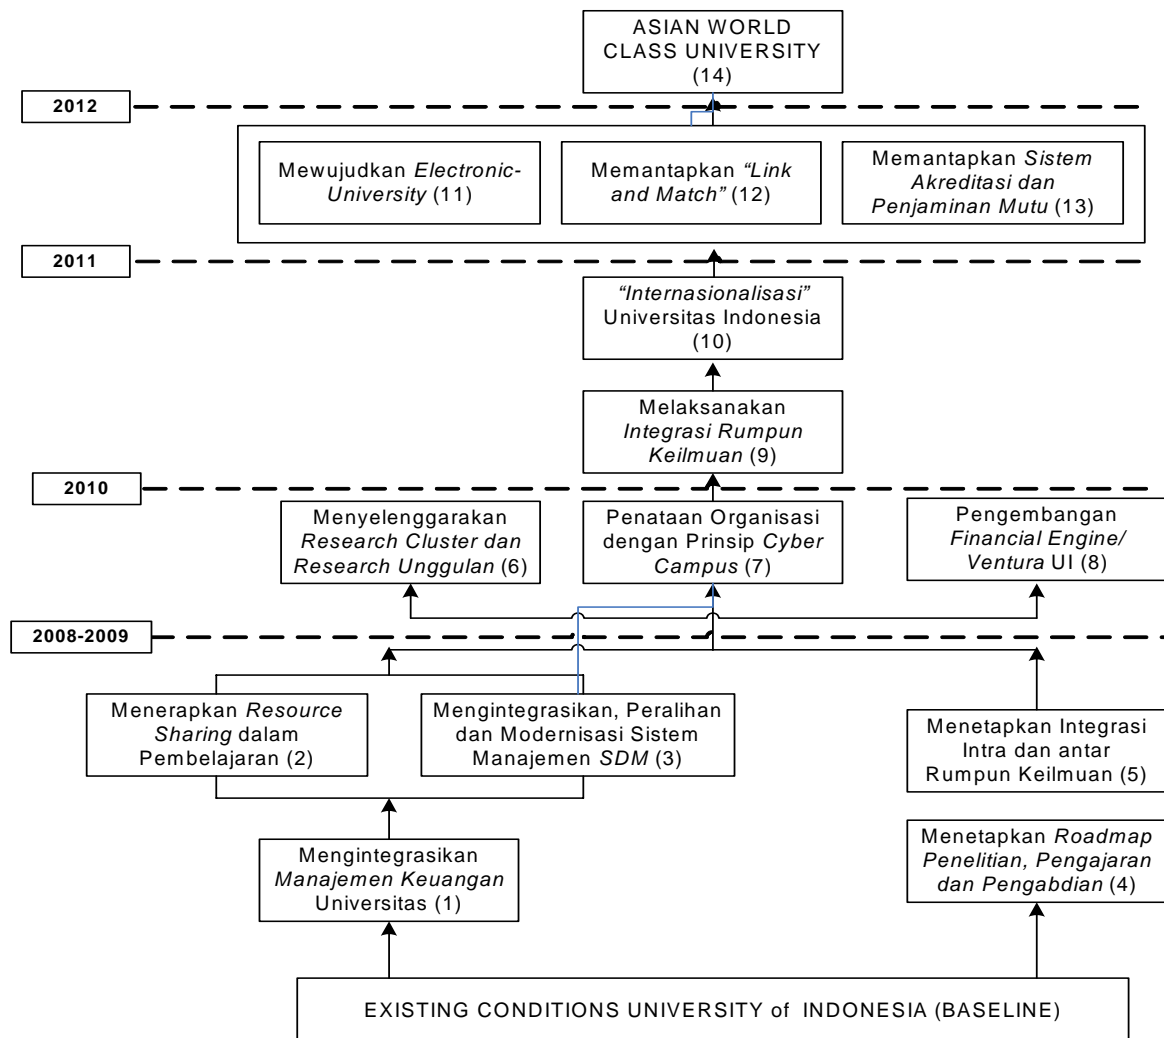 ASIAN WORLD
CLASS UNIVERSITY
(14)
2012
Mewujudkan Electronic-
University (11)
Memantapkan “Link
and Match” (12)
Memantapkan Sistem
Akreditasi dan
Penjaminan Mutu (13)
2011
“Internasionalisasi”
Universitas Indonesia
(10)
Melaksanakan
Integrasi Rumpun
Keilmuan (9)
2010
Menyelenggarakan
Research Cluster dan
Research Unggulan (6)
Penataan Organisasi
dengan Prinsip Cyber
Campus (7)
Pengembangan
Financial Engine/
Ventura UI (8)
2008-2009
Menerapkan Resource
Sharing dalam
Pembelajaran (2)
Mengintegrasikan, Peralihan
dan Modernisasi Sistem
Manajemen SDM (3)
Menetapkan Integrasi
Intra dan antar
Rumpun Keilmuan (5)
Mengintegrasikan
Manajemen Keuangan
Universitas (1)
Menetapkan Roadmap
Penelitian, Pengajaran
dan Pengabdian (4)
EXISTING CONDITIONS UNIVERSITY of INDONESIA (BASELINE)